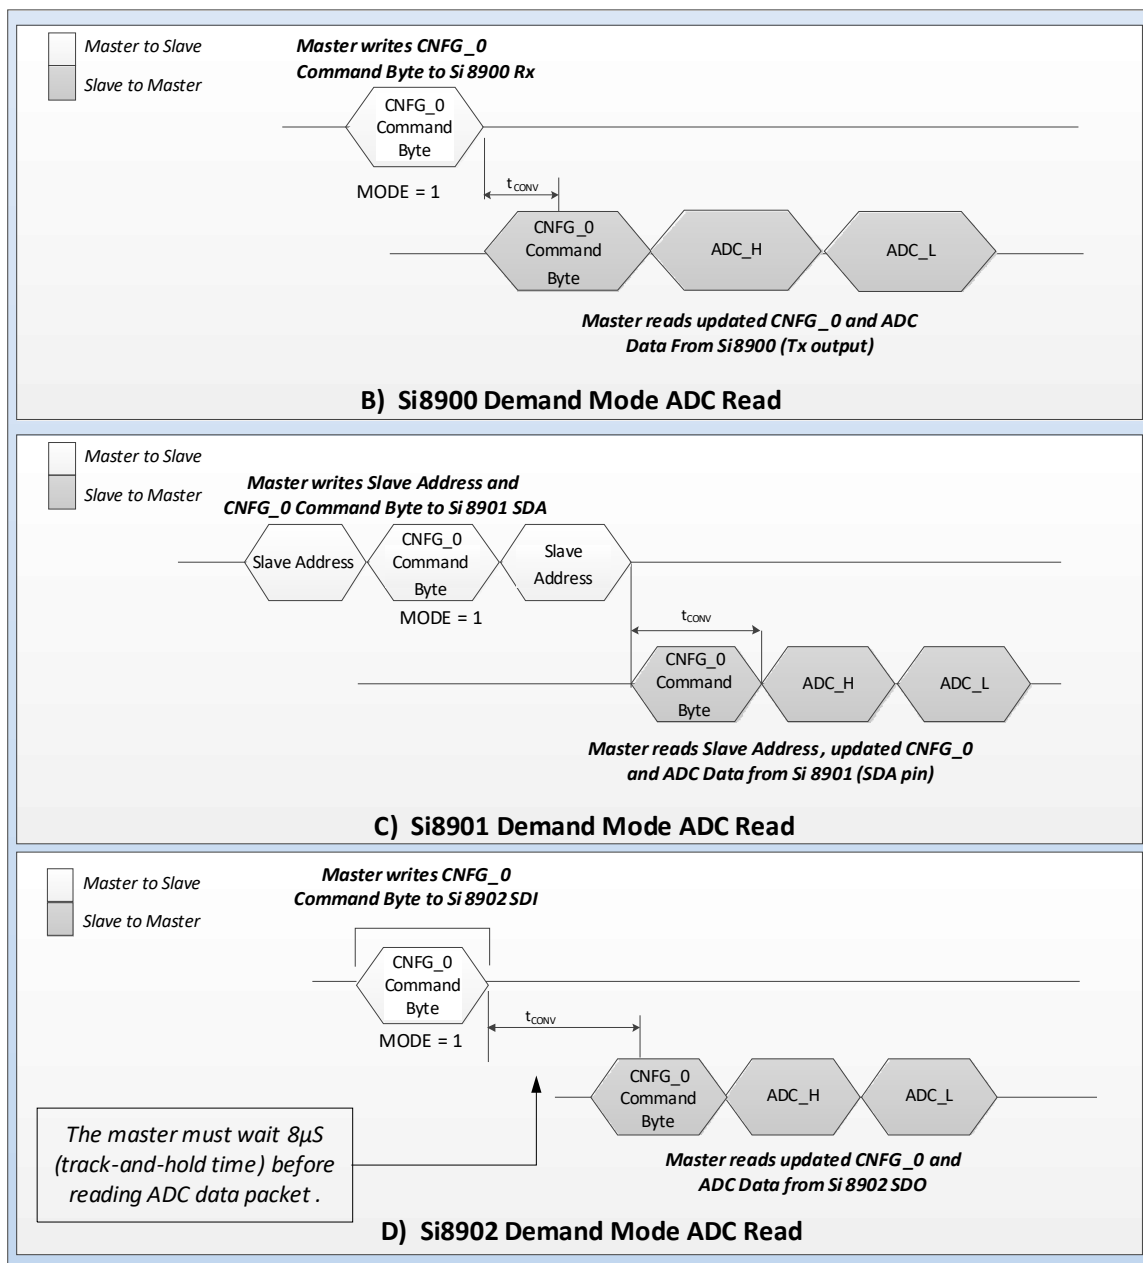 Master to Slave
Slave to Master
Master writes CNFG_0
Command Byte to Si 8900 Rx
CNFG_0
Command
Byte
MODE = 1
tCONV
CNFG_0
Command
Byte
ADC_H
ADC_L
Master reads updated CNFG_0 and ADC
Data From Si8900 (Tx output)
B) Si8900 Demand Mode ADC Read
Master to Slave
Slave to Master
Master writes Slave Address and
CNFG_0 Command Byte to Si 8901 SDA
Slave Address
CNFG_0
Command
Byte
Slave
Address
MODE = 1
tCONV
CNFG_0
Command
Byte
ADC_H
ADC_L
Master reads Slave Address , updated CNFG_0
and ADC Data from Si 8901 (SDA pin)
C) Si8901 Demand Mode ADC Read
Master to Slave
Slave to Master
Master writes CNFG_0
Command Byte to Si 8902 SDI
CNFG_0
Command
Byte
MODE = 1
tCONV
CNFG_0
Command
Byte
ADC_H
ADC_L
The master must wait 8µS
(track-and-hold time) before
reading ADC data packet .
Master reads updated CNFG_0 and
ADC Data from Si 8902 SDO
D) Si8902 Demand Mode ADC Read